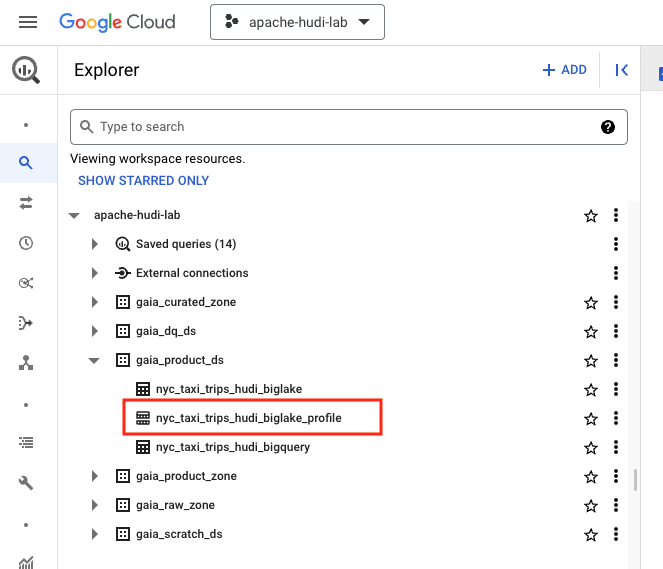 Google Cloud
apache-hudi-lab
Explorer
+ ADD
Type to search
Viewing workspace resources.
SHOW STARRED ONLY
apache-hudi-lab
Saved queries (14)
External connections
gaia_curated_zone
gaia_dq_ds
gaia_product_ds
nyc_taxi_trips_hudi_biglake
nyc_taxi_trips_hudi_biglake_profile
nyc_taxi_trips_hudi_bigquery
gaia_product_zone
gaia_raw_zone
gaia_scratch_ds